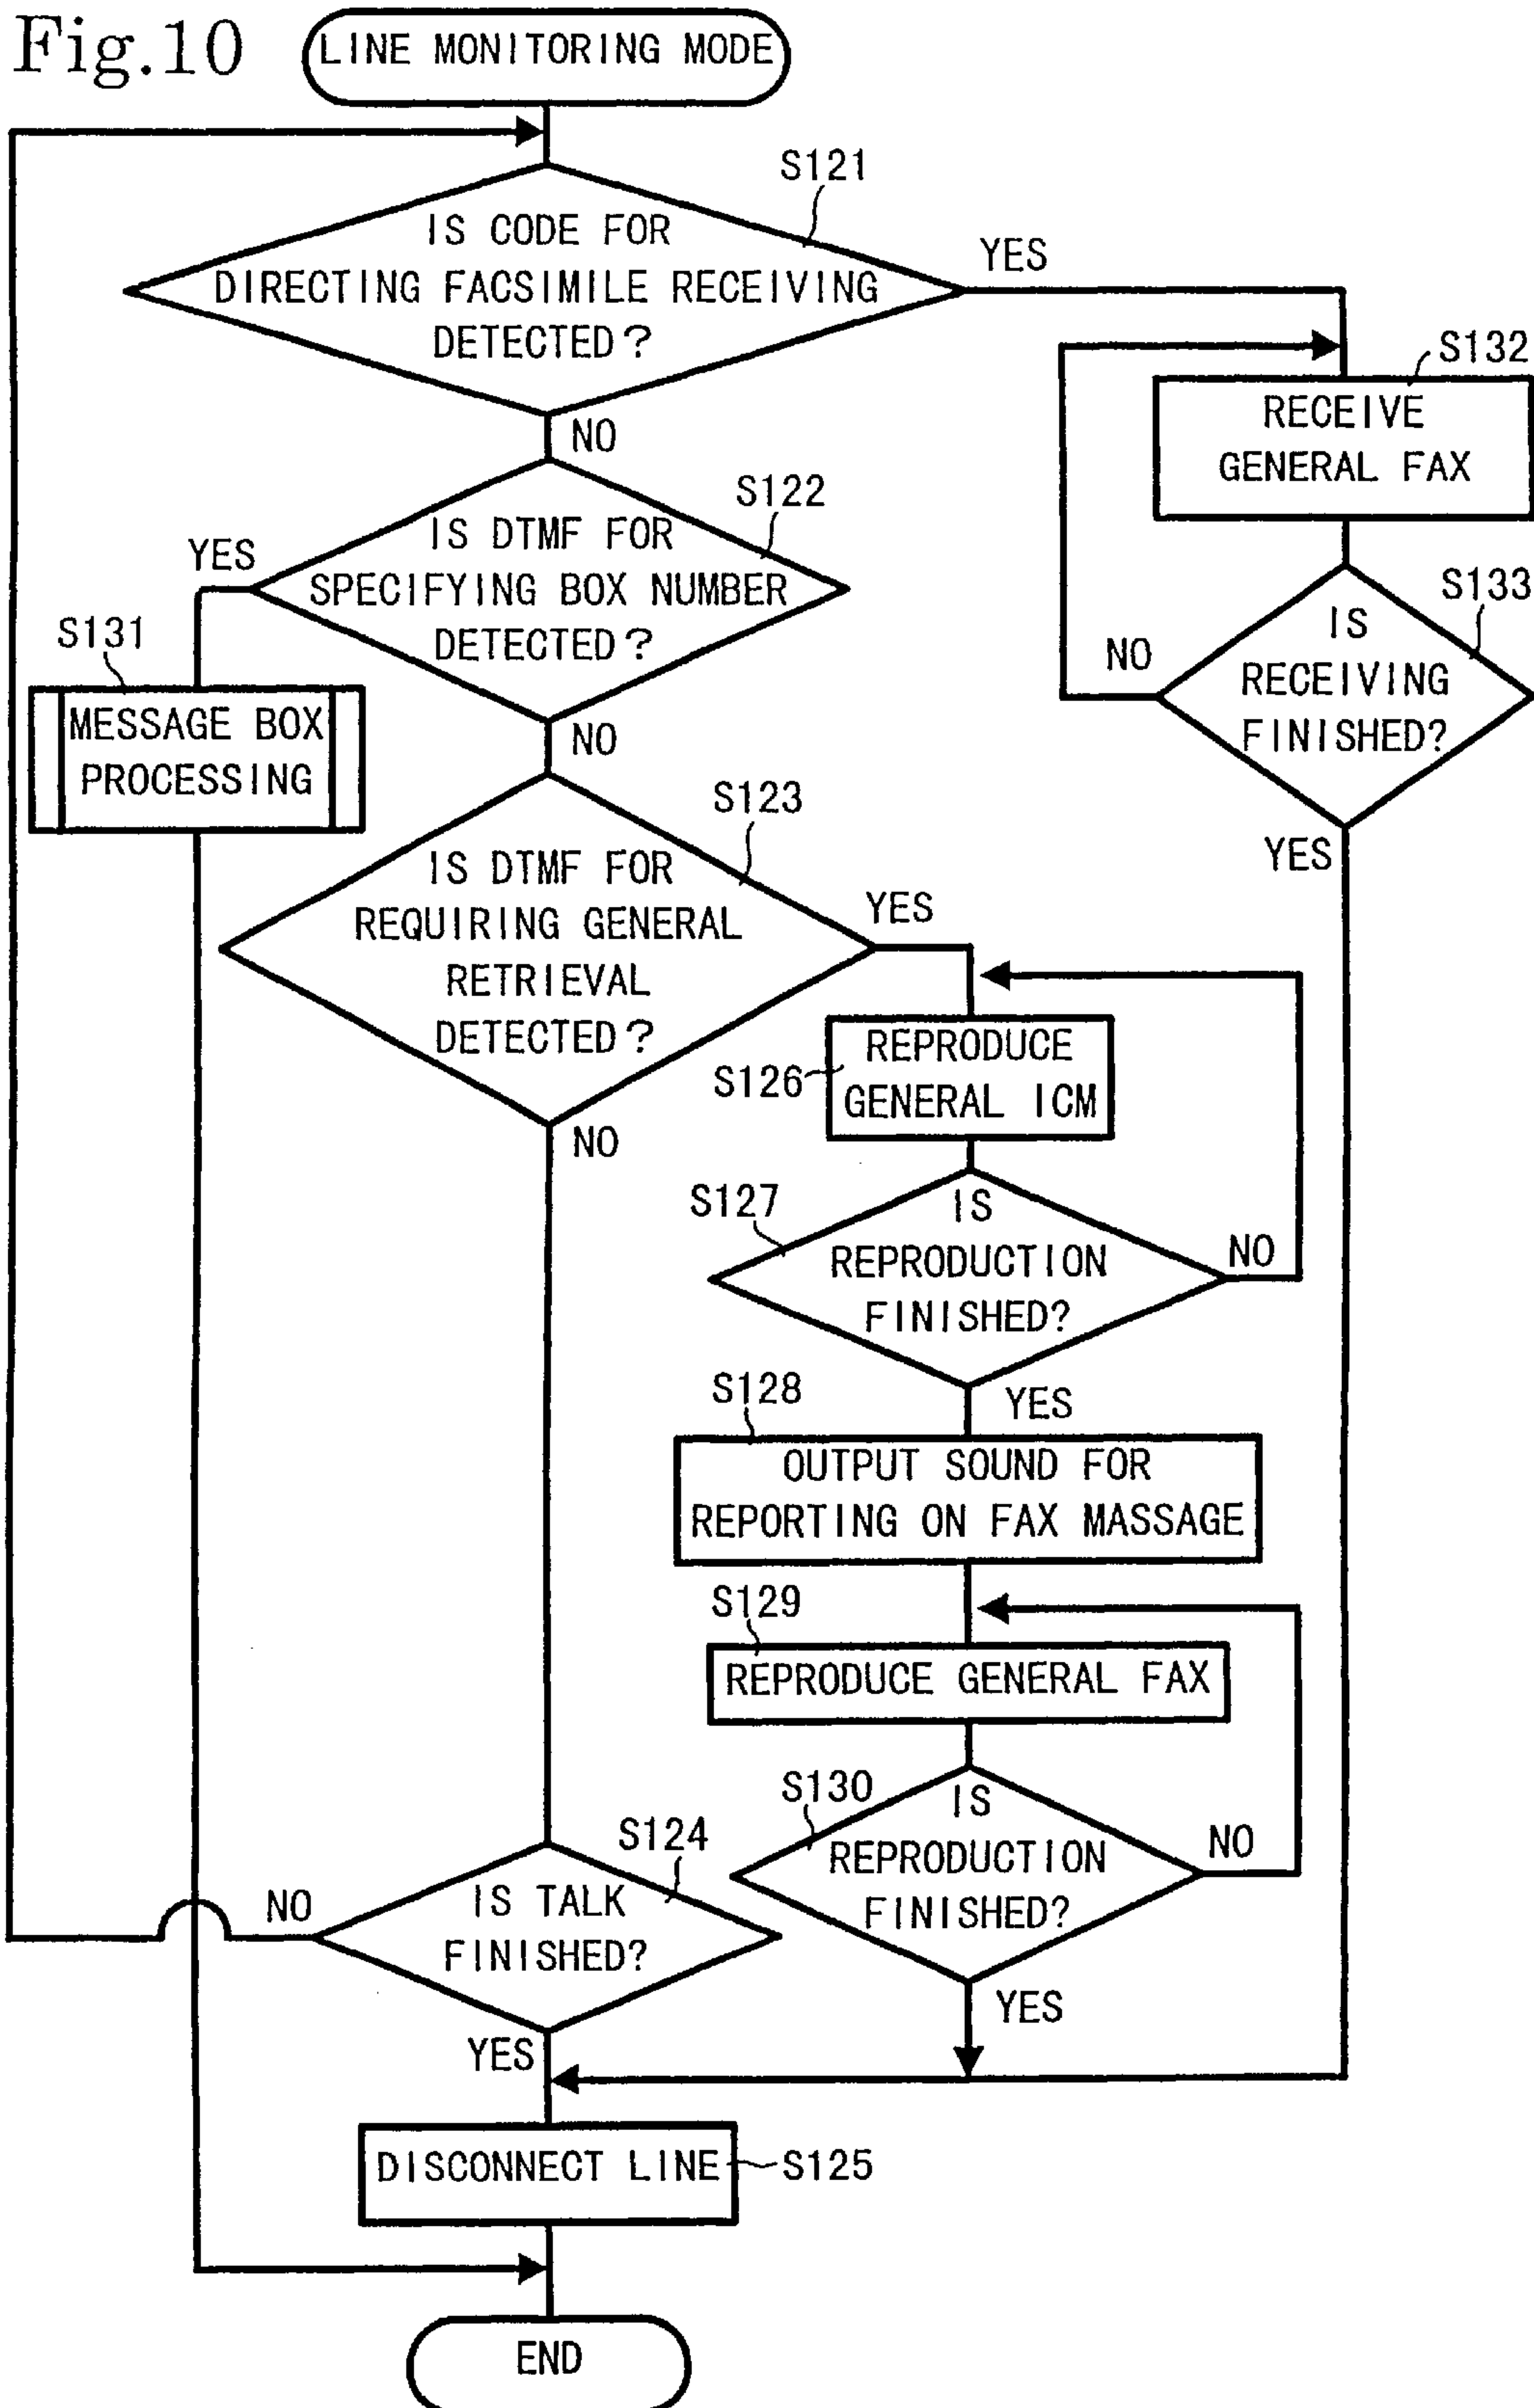 Fig.10
LINE MONITORING MODE
S121
IS CODE FOR
DIRECTING FACSIMILE RECEIVING
DETECTED?
YES
NO
S132
RECEIVE
GENERAL FAX
S122
IS DTMF FOR
SPECIFYING BOX NUMBER
DETECTED?
YES
NO
S133
IS
RECEIVING
FINISHED?
NO
YES
S131
MESSAGE BOX
PROCESSING
S123
IS DTMF FOR
REQUIRING GENERAL
RETRIEVAL
DETECTED?
YES
NO
S126
REPRODUCE
GENERAL ICM
S127
IS
REPRODUCTION
FINISHED?
NO
YES
S128
OUTPUT SOUND FOR
REPORTING ON FAX MASSAGE
S129
REPRODUCE GENERAL FAX
S130
IS
REPRODUCTION
FINISHED?
NO
YES
S124
IS TALK
FINISHED?
NO
YES
DISCONNECT LINE
S125
END